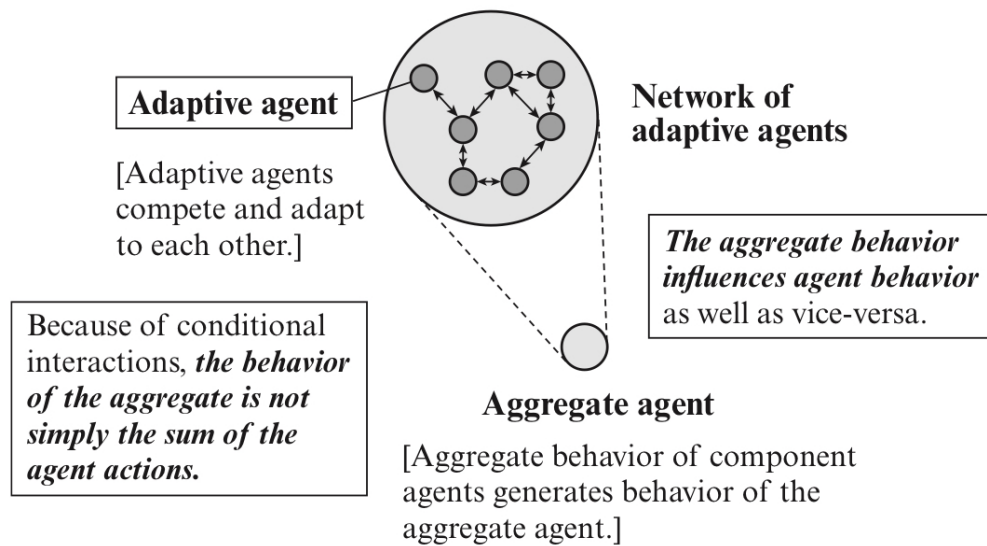 Adaptive agent
[Adaptive agents
compete and adapt
to each other.]
Network of
adaptive agents
The aggregate behavior
influences agent behavior
as well as vice-versa.
Because of conditional
interactions, the behavior
of the aggregate is not
simply the sum of the
agent actions.
Aggregate agent
[Aggregate behavior of component
agents generates behavior of the
aggregate agent.]